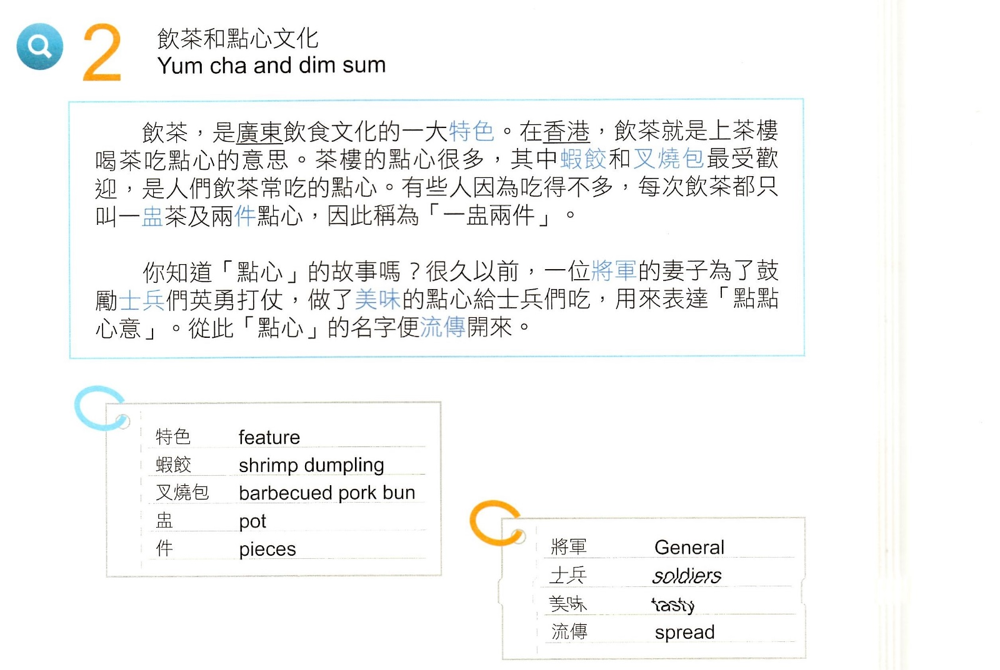 2
飲茶和點心文化
Yum cha and dim sum
飲茶，是廣東飲食文化的一大特色。在香港，飲茶就是上茶樓
喝茶吃點心的意思。茶樓的點心很多，其中蝦餃和叉燒包最受歡
迎，是人們飲茶常吃的點心。有些人因為吃得不多，每次飲茶都只
叫一盅茶及兩件點心，因此稱為「一盅兩件」。
你知道「點心」的故事嗎？很久以前，一位將軍的妻子為了鼓
勵士兵們英勇打仗，做了美味的點心給士兵們吃，用來表達「點點
心意」。從此「點心」的名字便流傳開來。
特色 feature
蝦餃 shrimp dumpling
叉燒包 barbecued pork bun
盅 pot
件 pieces
將軍 General
士兵 soldiers
美味 tasty
流傳 spread